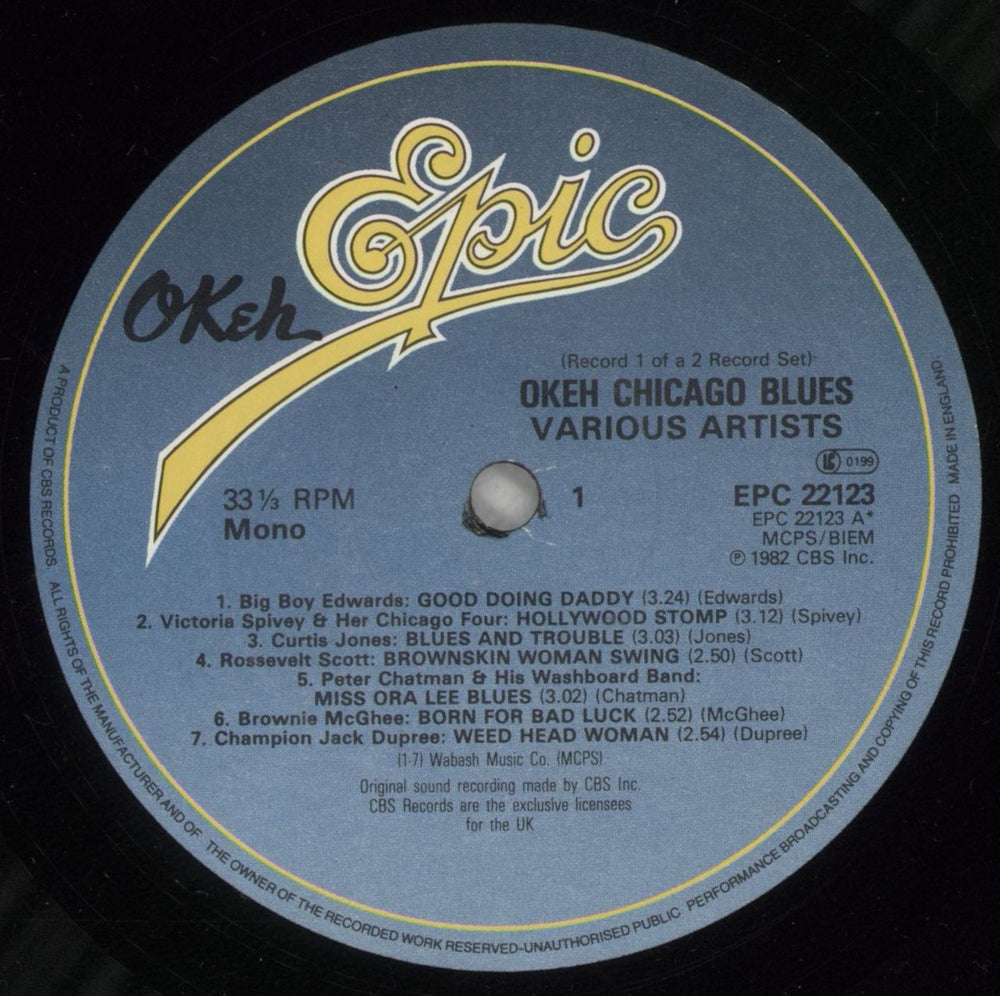 Epic
OKeh
(Record 1 of a 2 Record Set)
OKEH CHICAGO BLUES
VARIOUS ARTISTS
LC 0199
33 ⅓ RPM
Mono
1
EPC 22123
EPC 22123 A*
MCPS/BIEM
℗ 1982 CBS Inc.
1. Big Boy Edwards: GOOD DOING DADDY (3.24) (Edwards)
2. Victoria Spivey & Her Chicago Four: HOLLYWOOD STOMP (3.12) (Spivey)
3. Curtis Jones: BLUES AND TROUBLE (3.03) (Jones)
4. Rossevelt Scott: BROWNSKIN WOMAN SWING (2.50) (Scott)
5. Peter Chatman & His Washboard Band:
MISS ORA LEE BLUES (3.02) (Chatman)
6. Brownie McGhee: BORN FOR BAD LUCK (2.52) (McGhee)
7. Champion Jack Dupree: WEED HEAD WOMAN (2.54) (Dupree)
(1-7) Wabash Music Co. (MCPS)
Original sound recording made by CBS Inc.
CBS Records are the exclusive licensees
for the UK
A PRODUCT OF CBS RECORDS ALL RIGHTS OF THE MANUFACTURER AND OF THE OWNER OF THE RECORDED WORK RESERVED-UNAUTHORISED PUBLIC PERFORMANCE BROADCASTING AND COPYING OF THIS RECORD PROHIBITED MADE IN ENGLAND